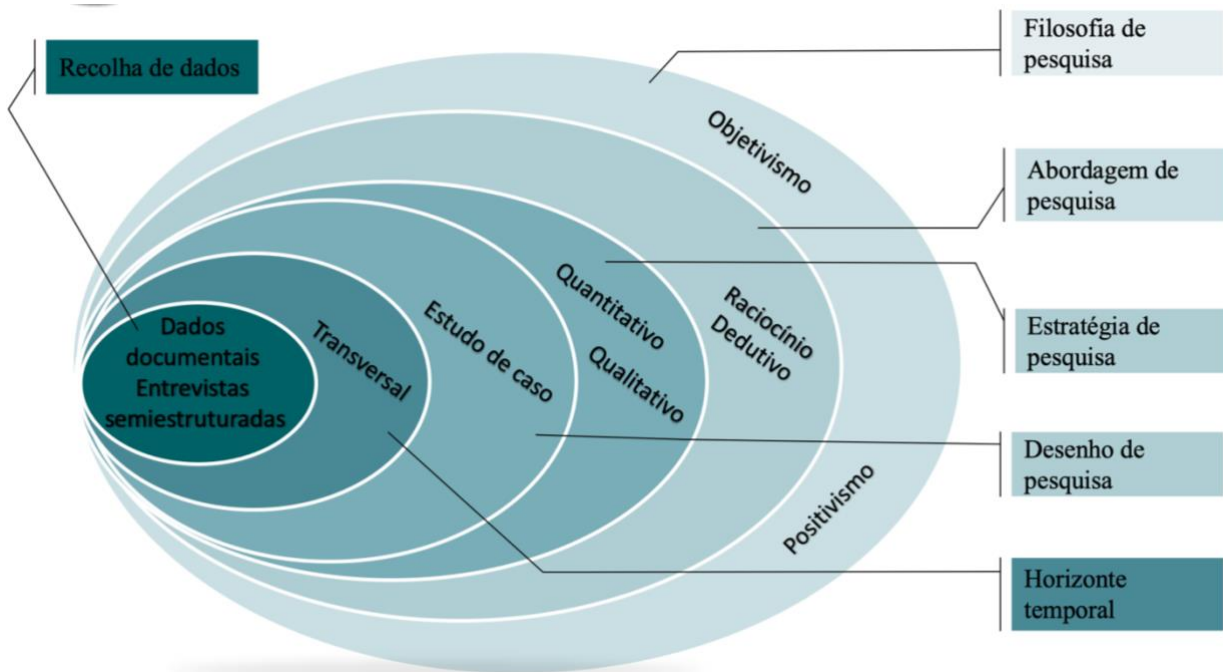 Recolha de dados
Dados
documentais
Entrevistas
semiestruturadas
Transversal
Estudo de caso
Quantitativo
Qualitativo
Raciocínio
Dedutivo
Objetivismo
Positivismo
Filosofia de
pesquisa
Abordagem de
pesquisa
Estratégia de
pesquisa
Desenho de
pesquisa
Horizonte
temporal